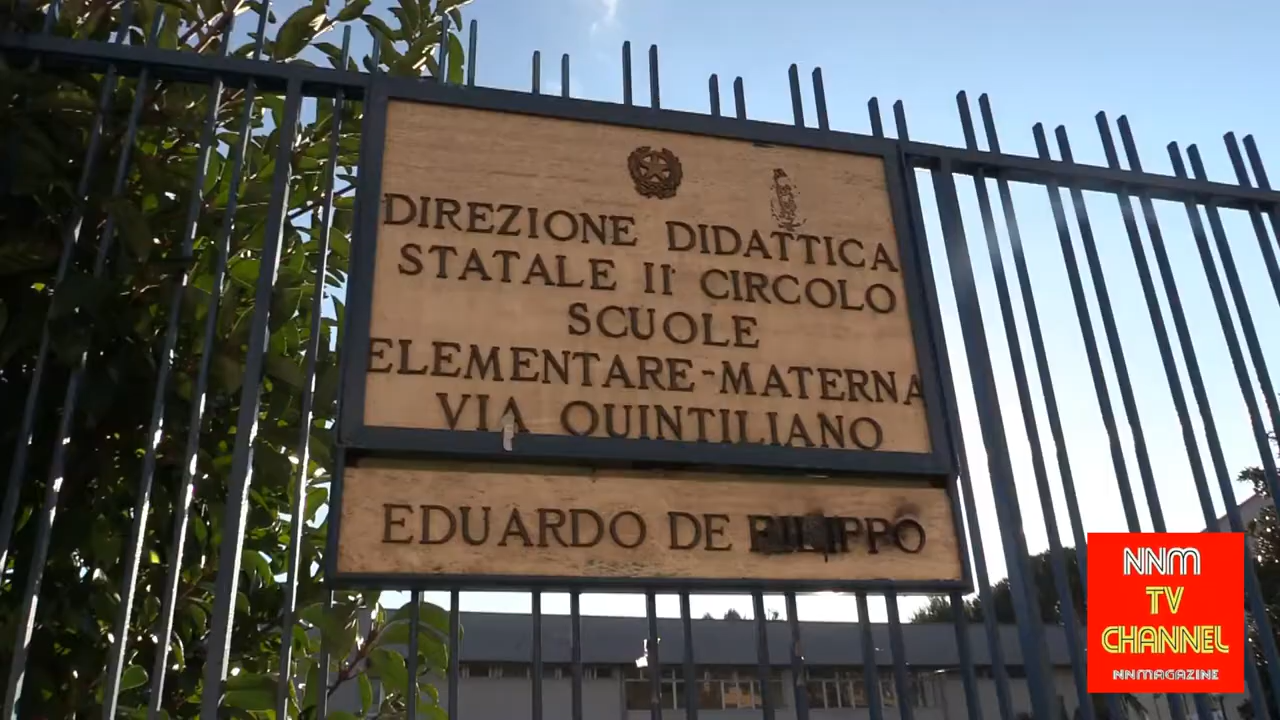 DIREZIONE DIDATTICA
STATALE II CIRCOLO
SCUOLE
ELEMENTARE-MATERNA
VIA QUINTILIANO
EDUARDO DE FILIPPO
NNM
TV
CHANNEL
NNMAGAZINE